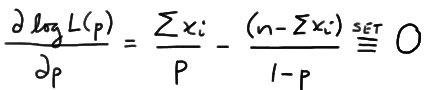 ∂ log L(p) / ∂p = Σxᵢ / p - (n-Σxᵢ) / 1-p SET ≡ 0